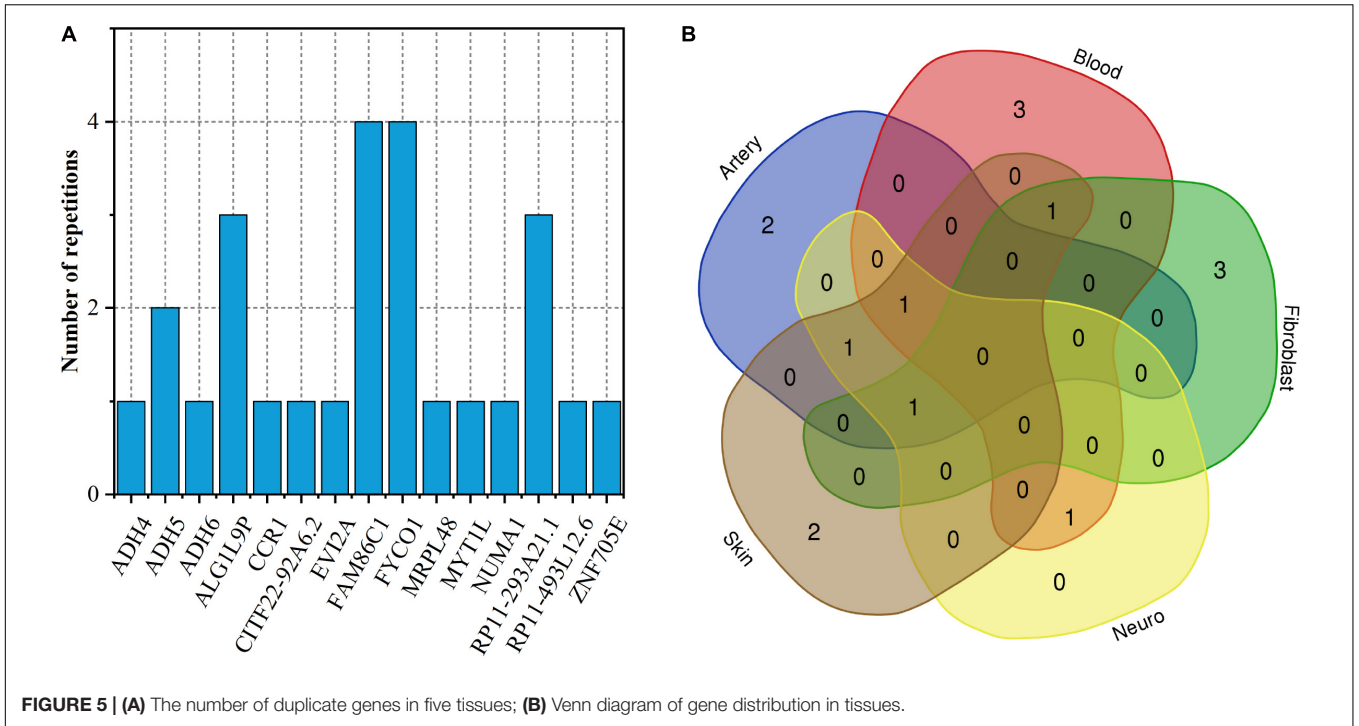 A
Number of repetitions
4
2
0
ADH4
ADH5
ADH6
ALG1L9P
CCR1
CITF22-92A6.2
EVI2A
FAM86C1
FYCO1
MRPL48
MYT1L
NUMA1
RP11-293A21.1
RP11-493L12.6
ZNF705E
B
Blood
Artery
Fibroblast
Skin
Neuro
3
0
0
1
0
2
0
3
0
0
0
0
0
1
0
1
0
0
0
0
1
0
0
0
0
0
0
0
2
0
1
0
FIGURE 5 | (A) The number of duplicate genes in five tissues; (B) Venn diagram of gene distribution in tissues.